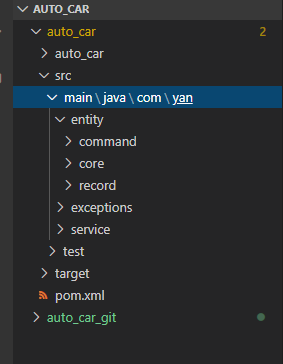 AUTO_CAR
auto_car 2
auto_car
src
main \ java \ com \ yan
entity
command
core
record
exceptions
service
test
target
pom.xml
auto_car_git